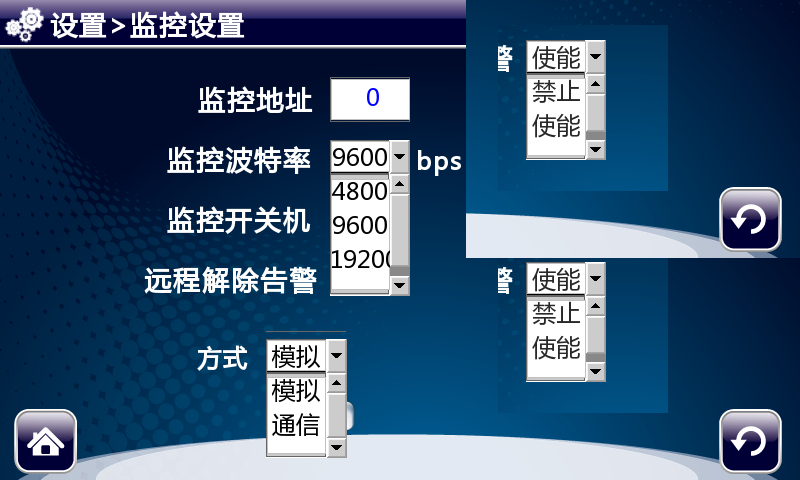 设置>监控设置
监控地址 0
监控波特率 9600 bps
4800
9600
19200
监控开关机
远程解除告警
方式 模拟
模拟
通信
警 使能
禁止
使能
警 使能
禁止
使能